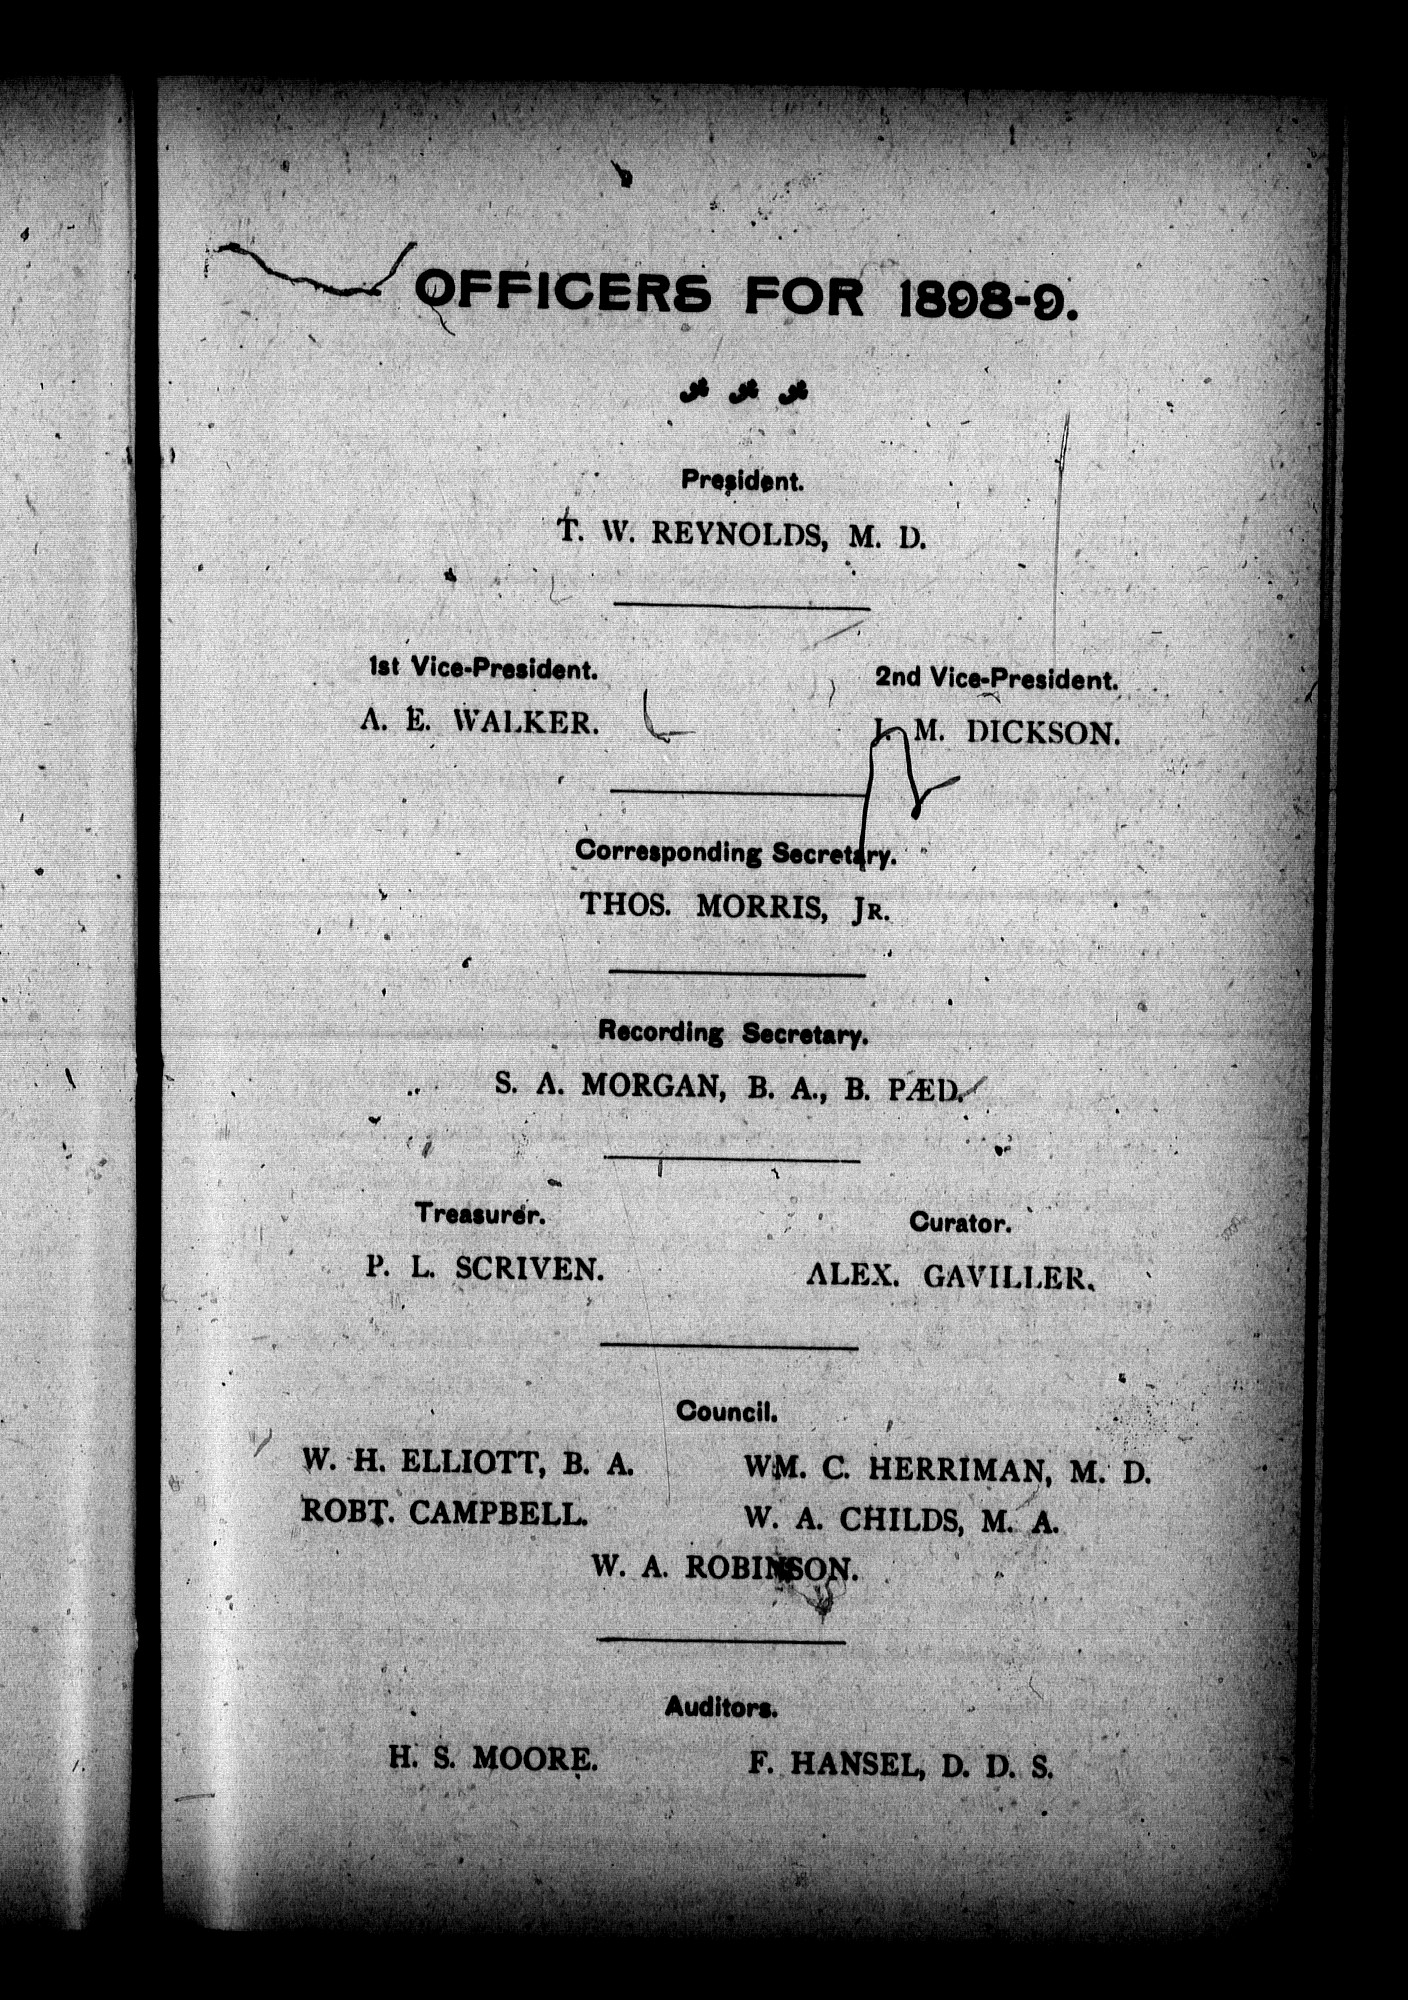 OFFICERS FOR 1898-9.
President.
T. W. REYNOLDS, M. D.
1st Vice-President.
A. E. WALKER.
2nd Vice-President.
J. M. DICKSON.
Corresponding Secretary.
THOS. MORRIS, JR.
Recording Secretary.
S. A. MORGAN, B. A., B. PÆD.
Treasurer.
P. L. SCRIVEN.
Curator.
ALEX. GAVILLER.
Council.
W. H. ELLIOTT, B. A.
WM. C. HERRIMAN, M. D.
ROBT. CAMPBELL.
W. A. CHILDS, M. A.
W. A. ROBINSON.
Auditors.
H. S. MOORE.
F. HANSEL, D. D. S.